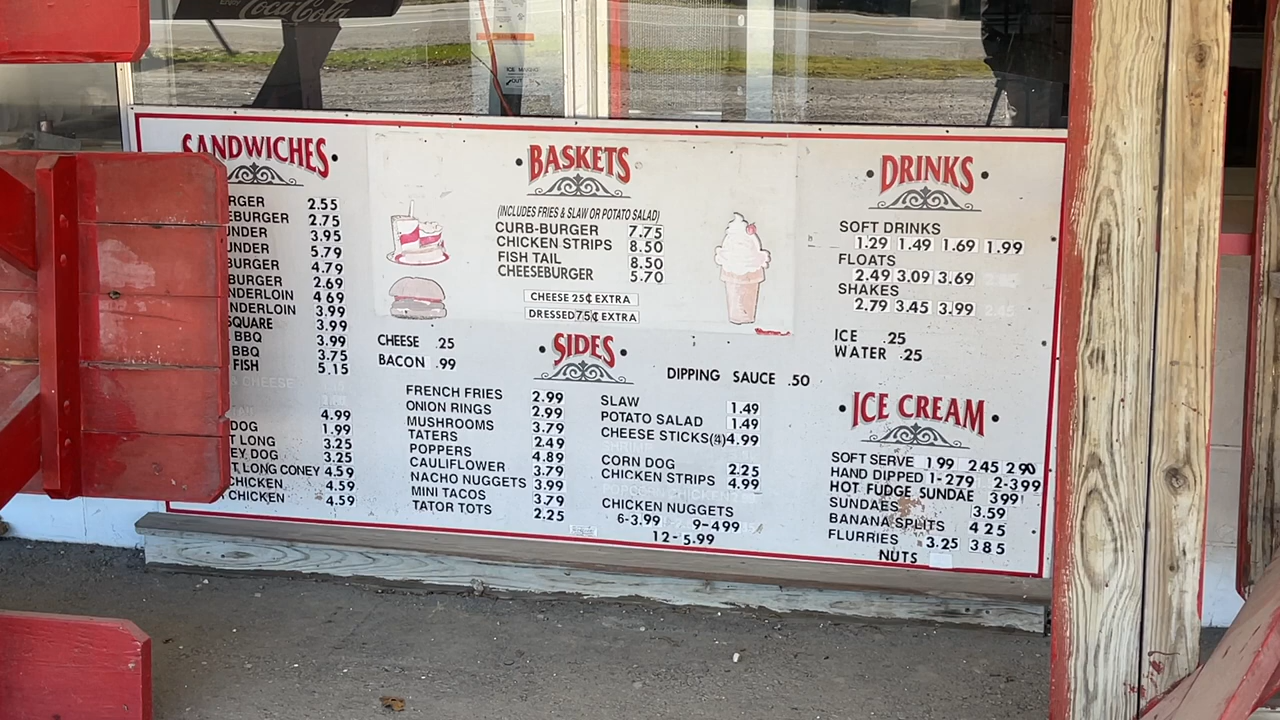 ENJOY
Coca-Cola
SANDWICHES
RGER 2.55
EBURGER 2.75
UNDER 3.95
UNDER 5.79
BURGER 4.79
BURGER 2.69
NDERLOIN 4.69
NDERLOIN 3.99
SQUARE 3.99
BBQ 3.99
BBQ 3.75
FISH 5.15
& CHEESE
4.99
DOG 1.99
T LONG 3.25
EY DOG 3.25
T. LONG CONEY 4.59
CHICKEN 4.59
CHICKEN 4.59
BASKETS
(INCLUDES FRIES & SLAW OR POTATO SALAD)
CURB-BURGER 7.75
CHICKEN STRIPS 8.50
FISH TAIL 8.50
CHEESEBURGER 5.70
CHEESE 25¢ EXTRA
DRESSED 75¢ EXTRA
CHEESE .25
BACON .99
SIDES
DIPPING SAUCE .50
FRENCH FRIES 2.99
ONION RINGS 2.99
MUSHROOMS 3.79
TATERS 2.49
POPPERS 4.89
CAULIFLOWER 3.79
NACHO NUGGETS 3.99
MINI TACOS 3.79
TATOR TOTS 2.25
SLAW 1.49
POTATO SALAD 1.49
CHEESE STICKS(4) 4.99
CORN DOG 2.25
CHICKEN STRIPS 4.99
CHICKEN NUGGETS
6-3.99 9-499
12-5.99
DRINKS
SOFT DRINKS
1.29 1.49 1.69 1.99
FLOATS
2.49 3.09 3.69
SHAKES
2.79 3.45 3.99 2.45
ICE .25
WATER .25
ICE CREAM
SOFT SERVE 199 245 290
HAND DIPPED 1-279 2-399
HOT FUDGE SUNDAE 399
SUNDAES 3.59
BANANA SPLITS 425
FLURRIES 3.25 385
NUTS